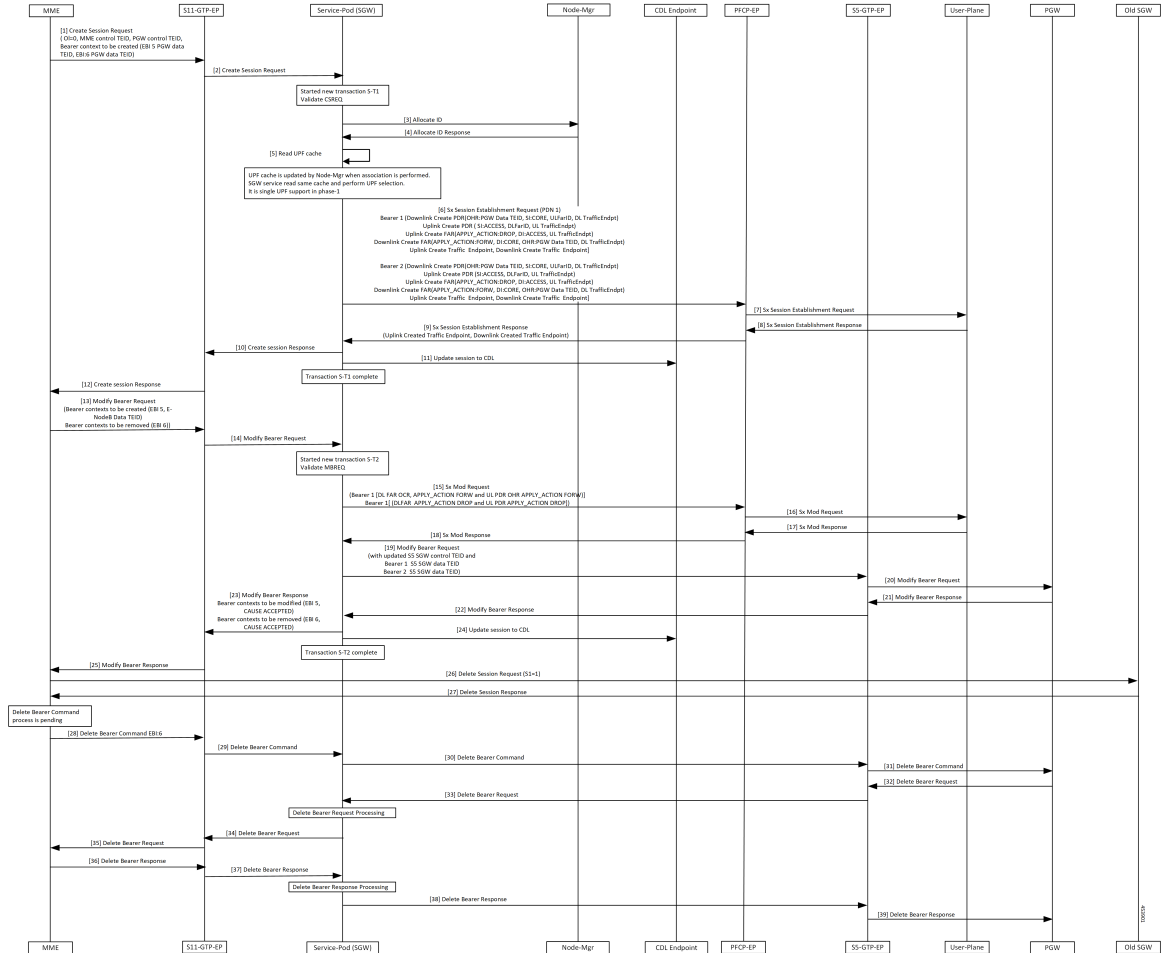 MME
S11-GTP-EP
Service-Pod (SGW)
Node-Mgr
CDL Endpoint
PFCP-EP
S5-GTP-EP
User-Plane
PGW
Old SGW
[1] Create Session Request
( OI=0, MME control TEID, PGW control TEID,
Bearer context to be created (EBI 5 PGW data
TEID, EBI:6 PGW data TEID)
[2] Create Session Request
Started new transaction S-T1
Validate CSREQ
[3] Allocate ID
[4] Allocate ID Response
[5] Read UPF cache
UPF cache is updated by Node-Mgr when association is performed.
SGW service read same cache and perform UPF selection.
It is single UPF support in phase-1
[6] Sx Session Establishment Request (PDN 1)
Bearer 1 (Downlink Create PDR[OHR:PGW Data TEID, SI:CORE, ULFarID, DL TrafficEndpt)
Uplink Create PDR ( SI:ACCESS, DLFarID, UL TrafficEndpt)
Uplink Create FAR[APPLY_ACTION:DROP, DI:ACCESS, UL TrafficEndpt]
Downlink Create FAR(APPLY_ACTION:FORW, DI:CORE, OHR:PGW Data TEID, DL TrafficEndpt)
Uplink Create Traffic Endpoint, Downlink Create Traffic Endpoint]
Bearer 2 (Downlink Create PDR[OHR:PGW Data TEID, SI:CORE, ULFarID, DL TrafficEndpt)
Uplink Create PDR (SI:ACCESS, DLFarID, UL TrafficEndpt)
Uplink Create FAR[APPLY_ACTION:DROP, DI:ACCESS, UL TrafficEndpt]
Downlink Create FAR(APPLY_ACTION:FORW, DI:CORE, OHR:PGW Data TEID, DL TrafficEndpt)
Uplink Create Traffic Endpoint, Downlink Create Traffic Endpoint]
[7] Sx Session Establishment Request
[8] Sx Session Establishment Response
[9] Sx Session Establishment Response
(Uplink Created Traffic Endpoint, Downlink Created Traffic Endpoint)
[10] Create session Response
[11] Update session to CDL
Transaction S-T1 complete
[12] Create session Response
[13] Modify Bearer Request
(Bearer contexts to be created (EBI 5, E-
NodeB Data TEID)
Bearer contexts to be removed (EBI 6))
[14] Modify Bearer Request
Started new transaction S-T2
Validate MBREQ
[15] Sx Mod Request
(Bearer 1 [DL FAR OCR, APPLY_ACTION FORW and UL PDR OHR APPLY_ACTION FORW)]
Bearer 1[ [DLFAR APPLY_ACTION DROP and UL PDR APPLY_ACTION DROP])
[16] Sx Mod Request
[17] Sx Mod Response
[18] Sx Mod Response
[19] Modify Bearer Request
(with updated S5 SGW control TEID and
Bearer 1 S5 SGW data TEID
Bearer 2 S5 SGW data TEID)
[20] Modify Bearer Request
[21] Modify Bearer Response
[22] Modify Bearer Response
[23] Modify Bearer Response
Bearer contexts to be modified (EBI 5,
CAUSE ACCEPTED)
Bearer contexts to be removed (EBI 6,
CAUSE ACCEPTED)
[24] Update session to CDL
Transaction S-T2 complete
[25] Modify Bearer Response
[26] Delete Session Request (S1=1)
[27] Delete Session Response
Delete Bearer Command
process is pending
[28] Delete Bearer Command EBI:6
[29] Delete Bearer Command
[30] Delete Bearer Command
[31] Delete Bearer Command
[32] Delete Bearer Request
[33] Delete Bearer Request
Delete Bearer Request Processing
[34] Delete Bearer Request
[35] Delete Bearer Request
[36] Delete Bearer Response
[37] Delete Bearer Response
Delete Bearer Response Processing
[38] Delete Bearer Response
[39] Delete Bearer Response
MME
S11-GTP-EP
Service-Pod (SGW)
Node-Mgr
CDL Endpoint
PFCP-EP
S5-GTP-EP
User-Plane
PGW
Old SGW